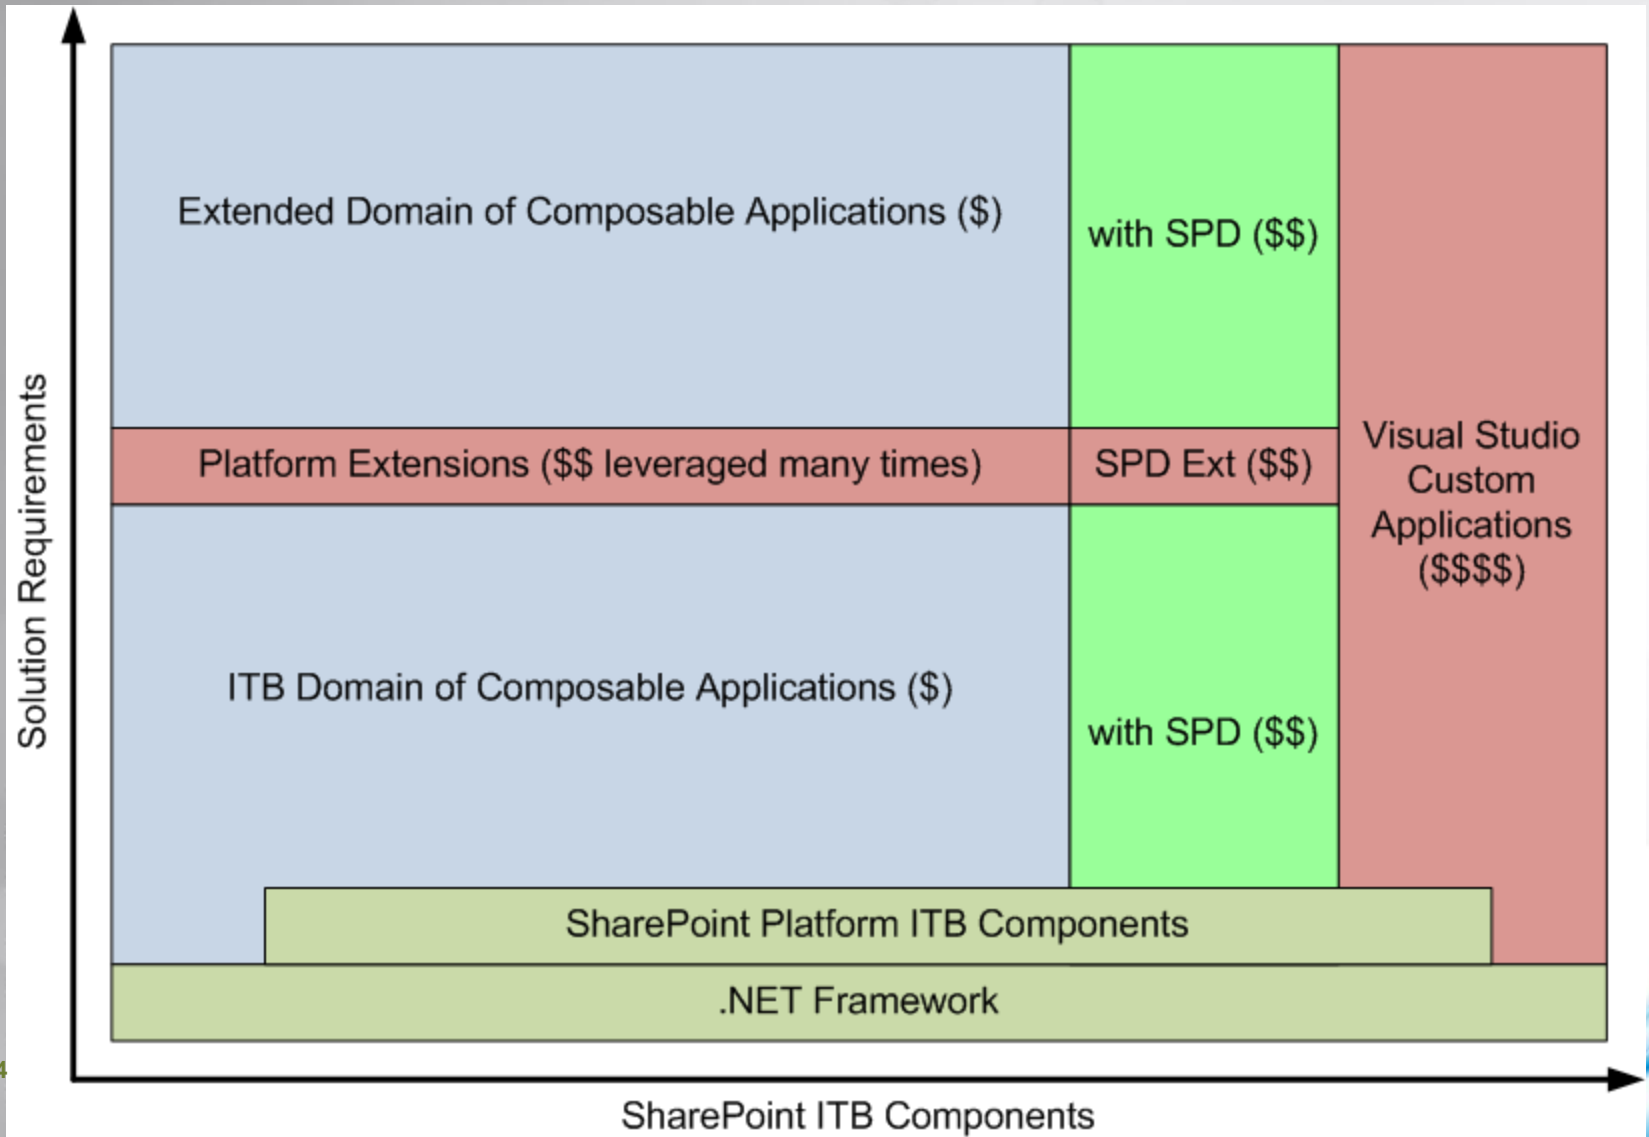 Extended Domain of Composable Applications ($)
with SPD ($$)
Platform Extensions ($$ leveraged many times)
SPD Ext ($$)
Visual Studio
Custom
Applications
($$$$)
ITB Domain of Composable Applications ($)
with SPD ($$)
SharePoint Platform ITB Components
.NET Framework
Solution Requirements
SharePoint ITB Components
4